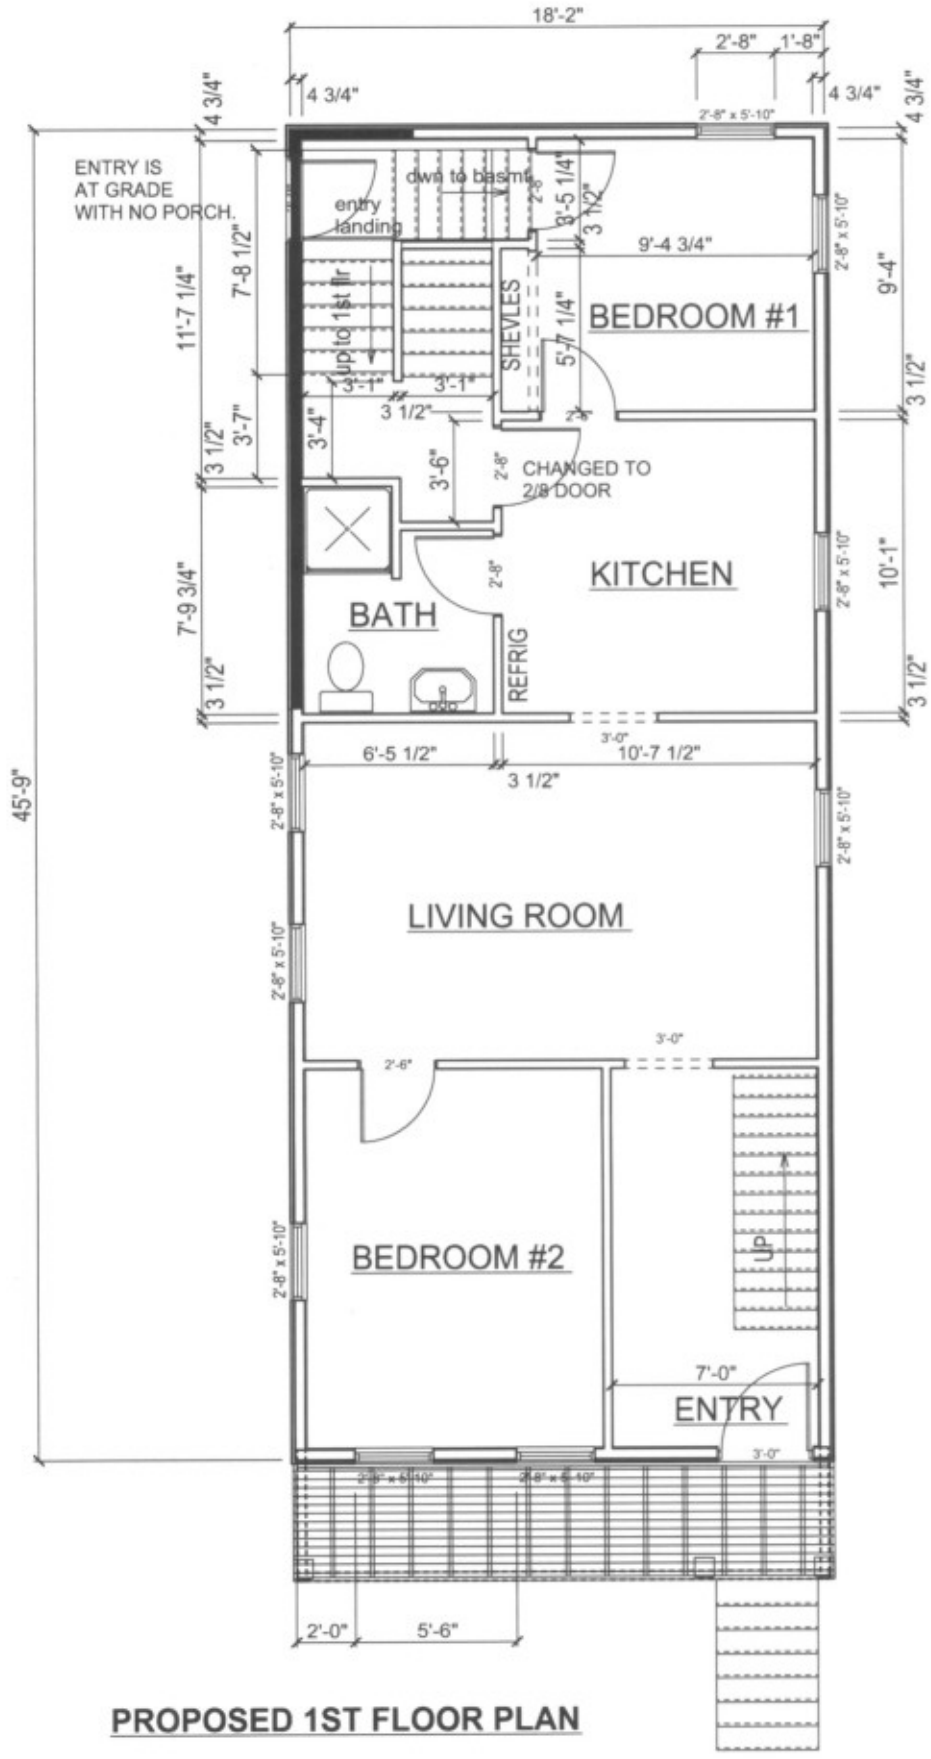 18'-2"
2'-8"
1'-8"
4 3/4"
4 3/4"
4 3/4"
4 3/4"
2'-8" x 5'-10"
ENTRY IS
AT GRADE
WITH NO PORCH.
dwn to basmt
entry
landing
2'-8"
3'-5 1/4"
3 1/2"
2'-8" x 5'-10"
9'-4 3/4"
9'-4"
7'-8 1/2"
11'-7 1/4"
up to 1st flr
SHEVLES
5'-7 1/4"
BEDROOM #1
3'-1"
3'-1"
3 1/2"
3 1/2"
3'-4"
3'-7"
3 1/2"
3'-6"
2'-8"
CHANGED TO
2/8 DOOR
KITCHEN
2'-8" x 5'-10"
10'-1"
7'-9 3/4"
BATH
2'-8"
REFRIG
3 1/2"
3 1/2"
3'-0"
6'-5 1/2"
10'-7 1/2"
3 1/2"
2'-8" x 5'-10"
2'-8" x 5'-10"
45'-9"
LIVING ROOM
2'-8" x 5'-10"
3'-0"
2'-6"
BEDROOM #2
2'-8" x 5'-10"
UP
7'-0"
ENTRY
3'-0"
2'-8" x 5'-10"
2'-8" x 5'-10"
2'-0"
5'-6"
PROPOSED 1ST FLOOR PLAN